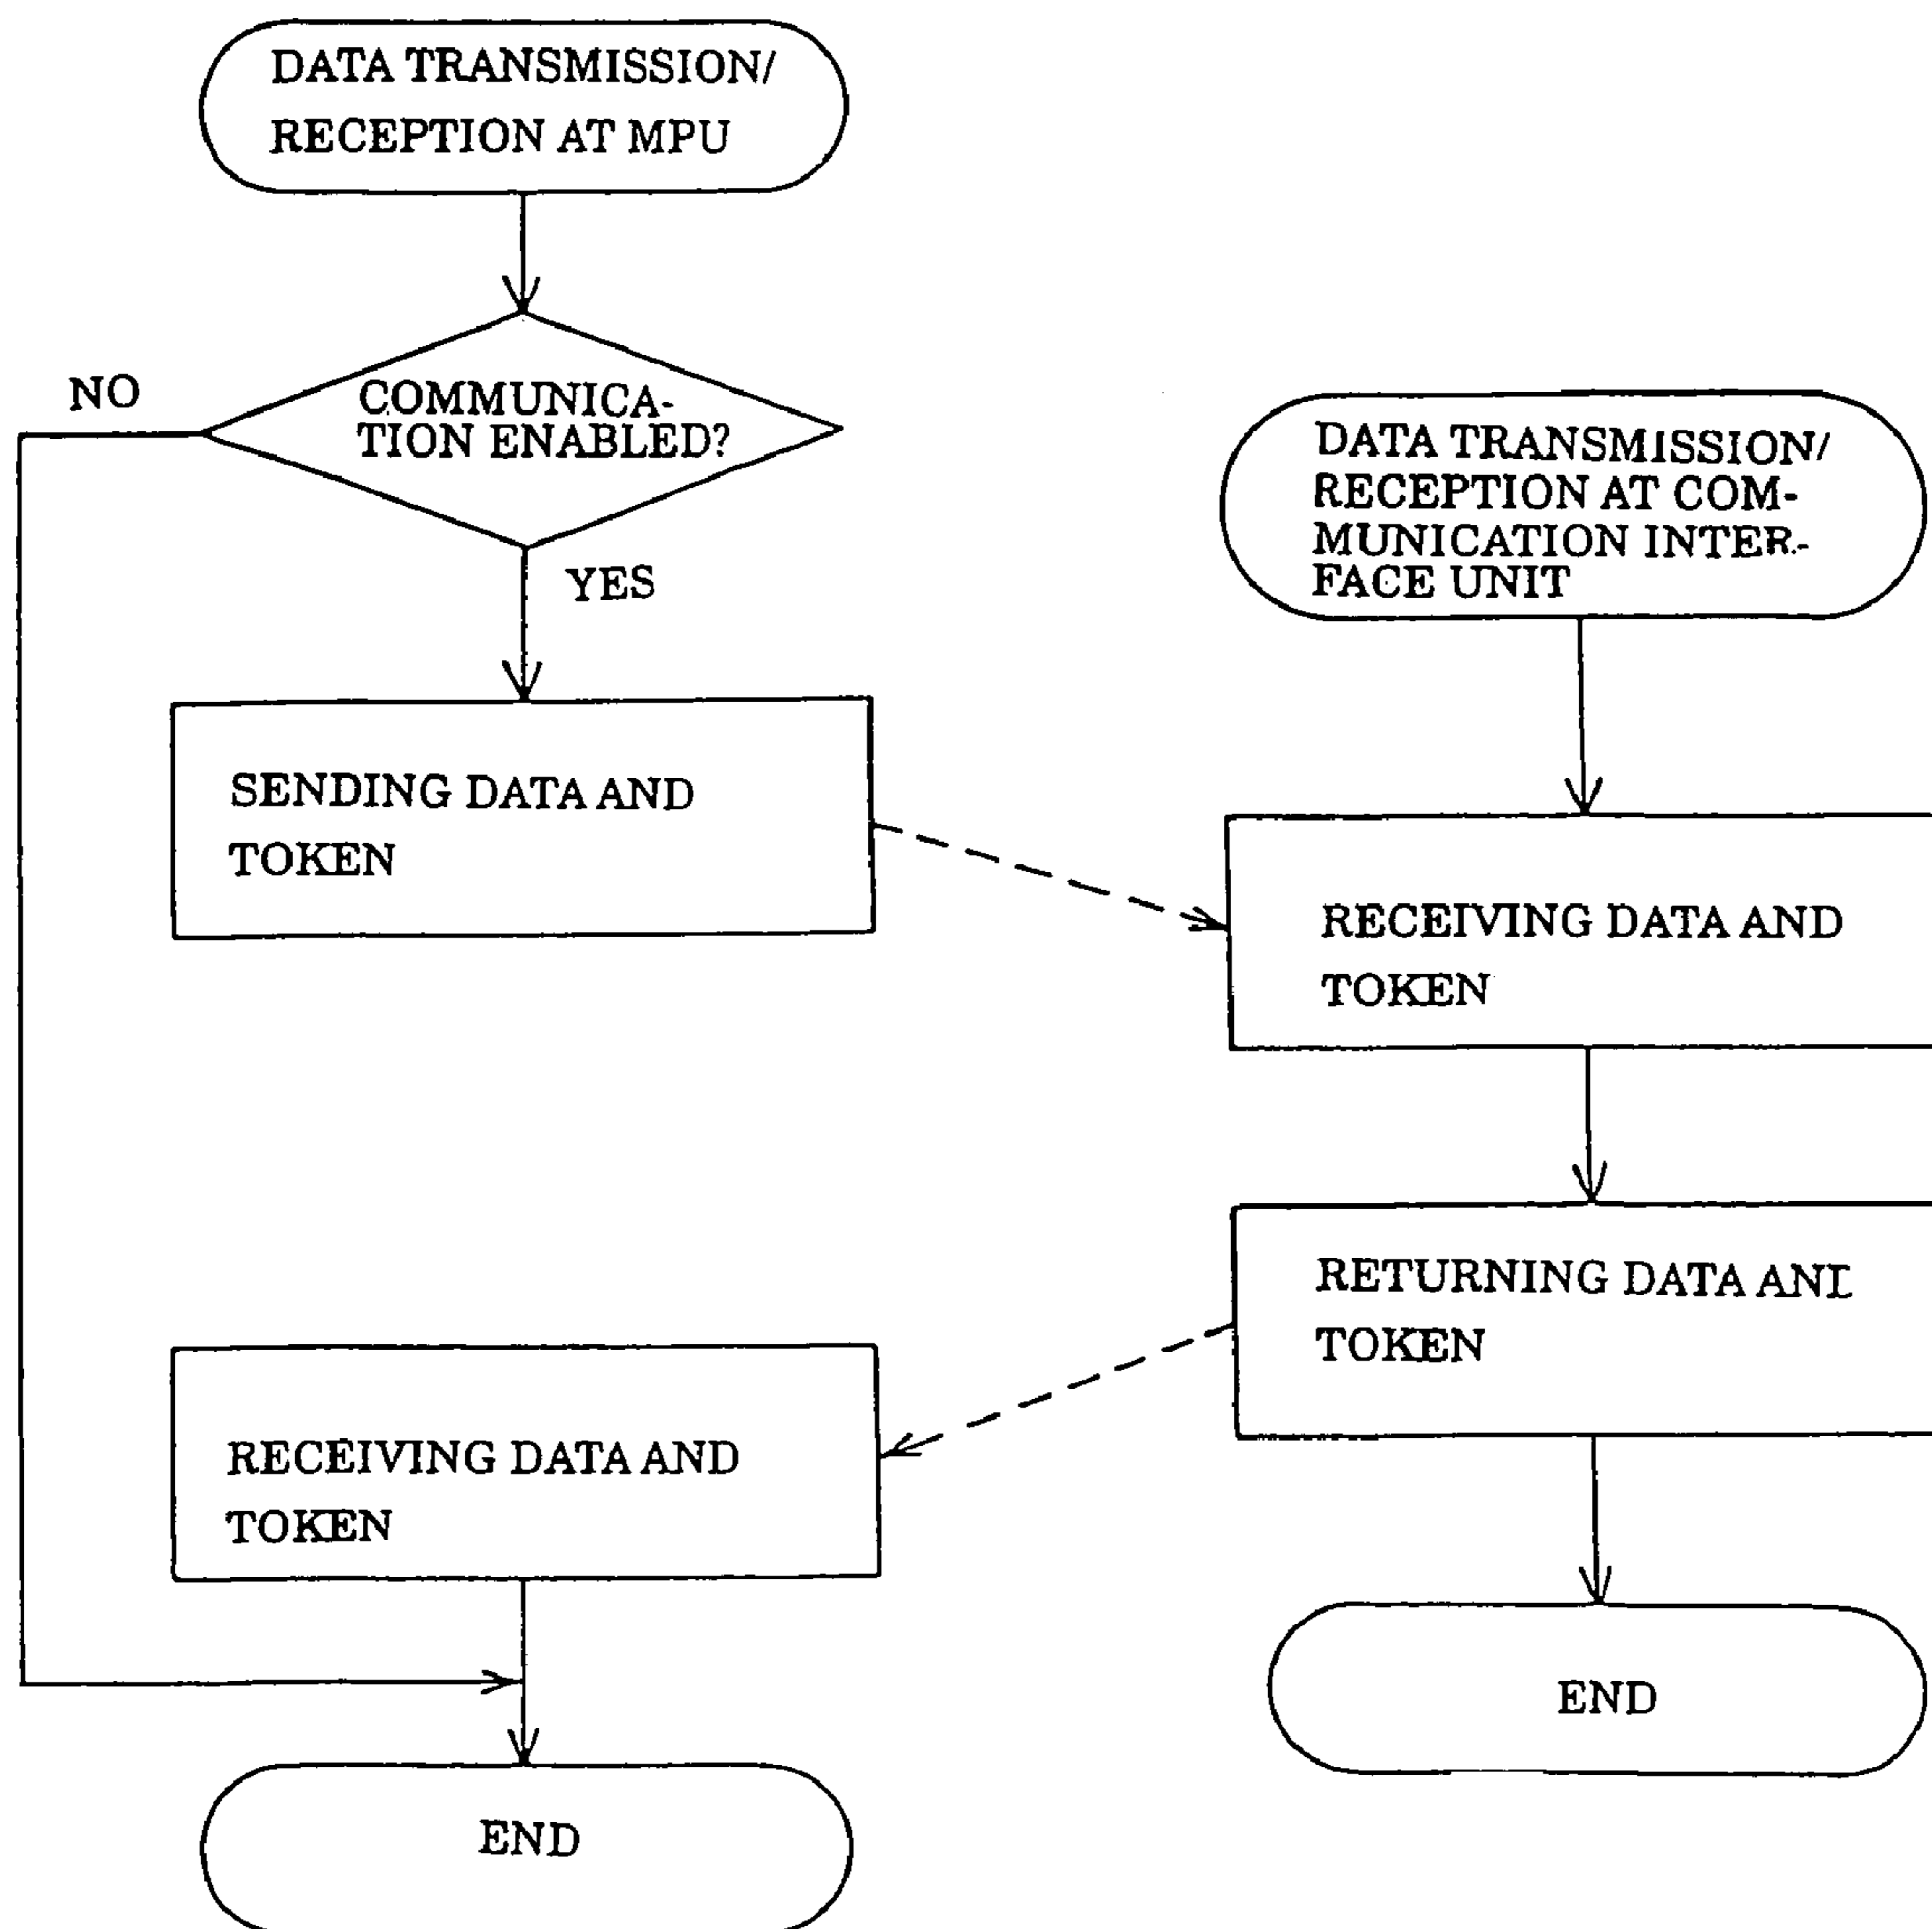 DATA TRANSMISSION/
RECEPTION AT MPU
NO
COMMUNICA-
TION ENABLED?
YES
SENDING DATA AND
TOKEN
RECEIVING DATA AND
TOKEN
END
DATA TRANSMISSION/
RECEPTION AT COM-
MUNICATION INTER-
FACE UNIT
RECEIVING DATA AND
TOKEN
RETURNING DATA AND
TOKEN
END